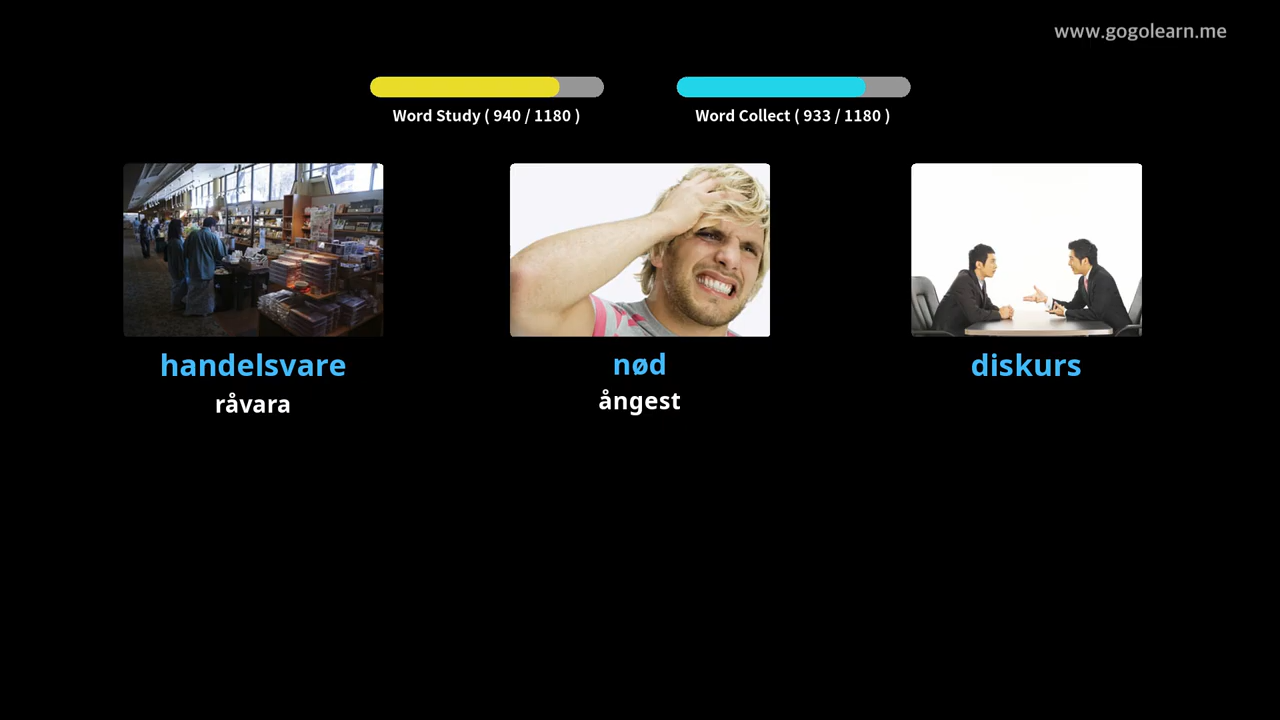 www.gogolearn.me
Word Study ( 940 / 1180 )
Word Collect ( 933 / 1180 )
handelsvare
råvara
nød
ångest
diskurs